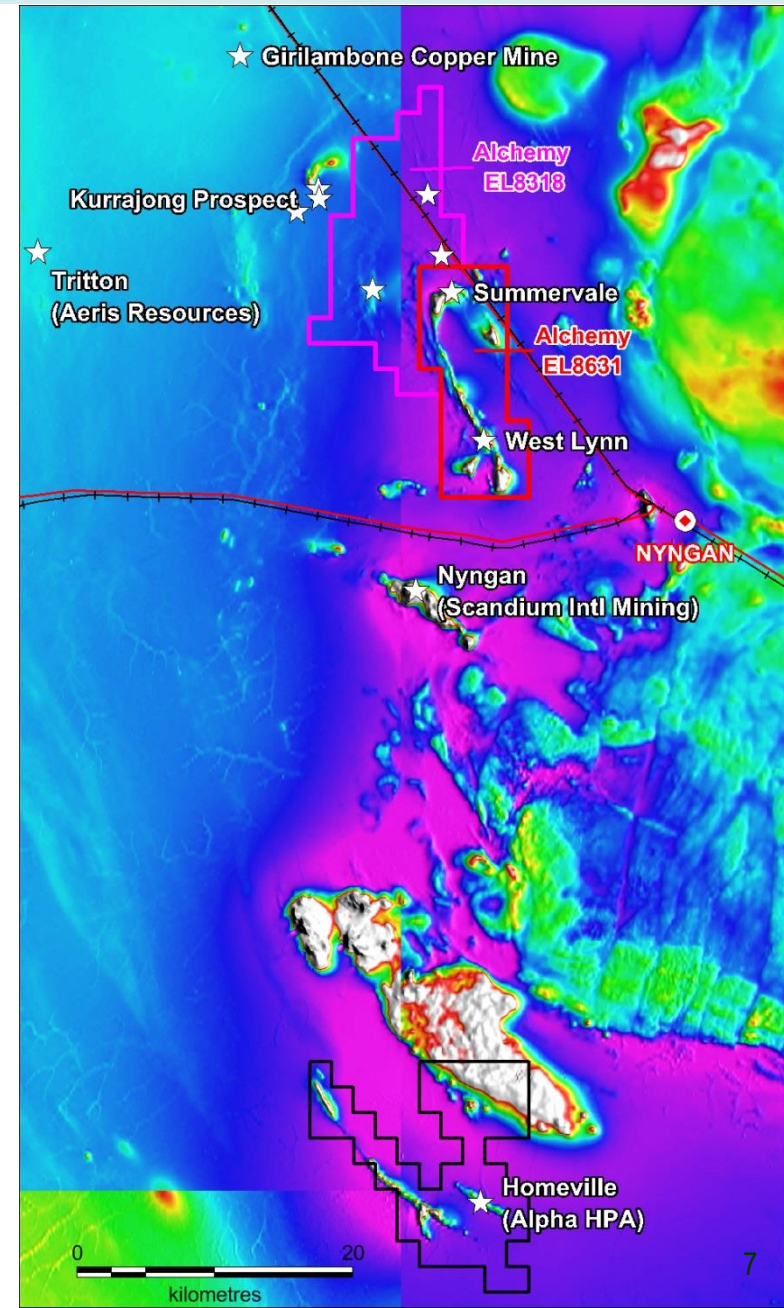 Girilambone Copper Mine
Alchemy
EL8318
Kurrajong Prospect
Tritton
(Aeris Resources)
Summervale
Alchemy
EL8631
West Lynn
NYNGAN
Nyngan
(Scandium Intl Mining)
Homeville
(Alpha HPA)
0 20
kilometres
7